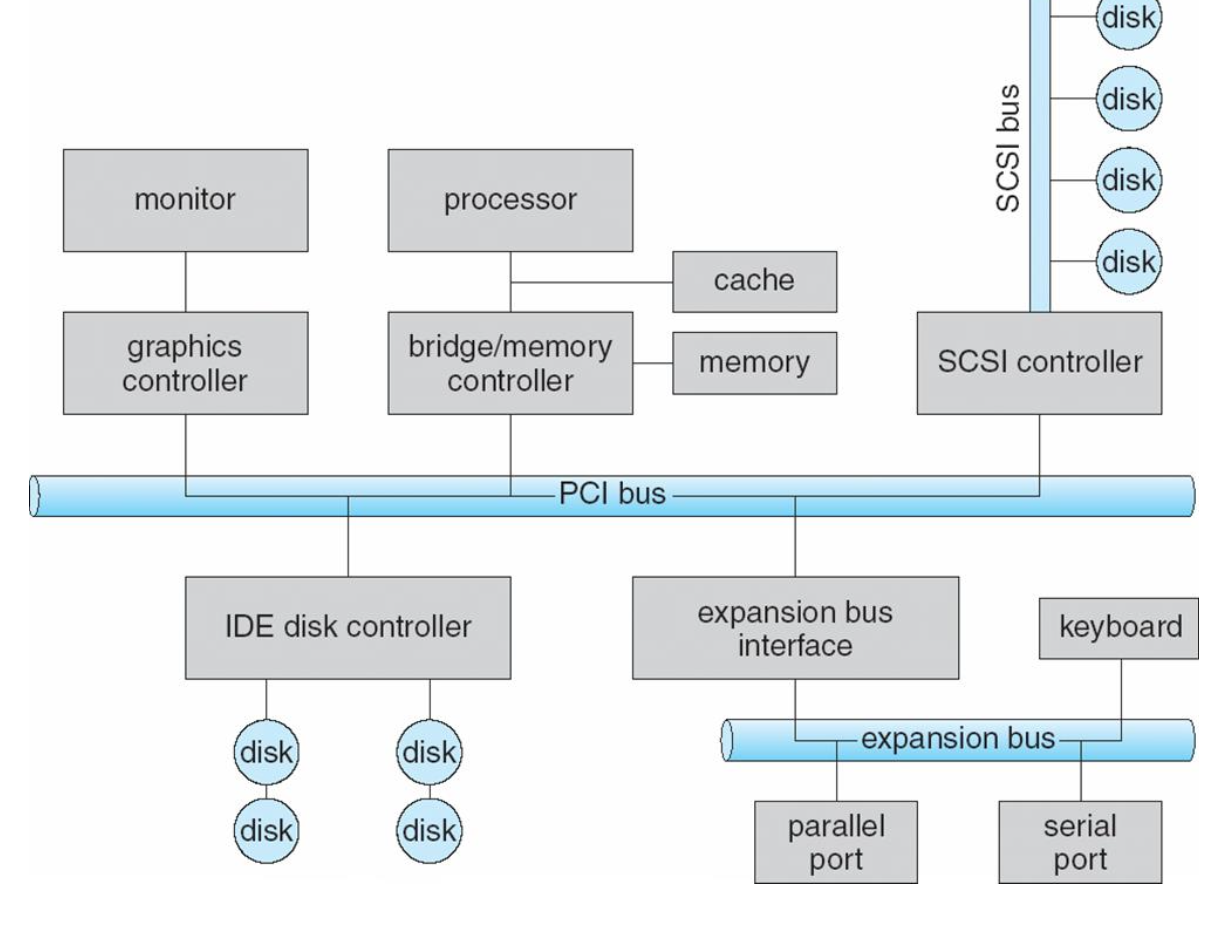 disk
SCSI bus
disk
disk
disk
monitor
processor
cache
graphics
controller
bridge/memory
controller
memory
SCSI controller
PCI bus
IDE disk controller
expansion bus
interface
keyboard
disk
disk
expansion bus
disk
disk
parallel
port
serial
port